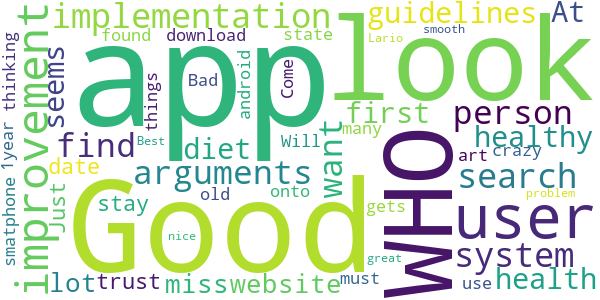 implementation
guidelines
At
found
download
state
smooth
Lario
app
look
thinking
seems
improvement
Bad
things
android
Come
first
person
find
diet
Will
many
healthy
arguments
want
WHO
art
crazy
1year
date
search
Just
Good
stay
old
onto
gets
user
Best
problem
smatphone
nice
great
system
lot
trust
miss
website
must
use
health